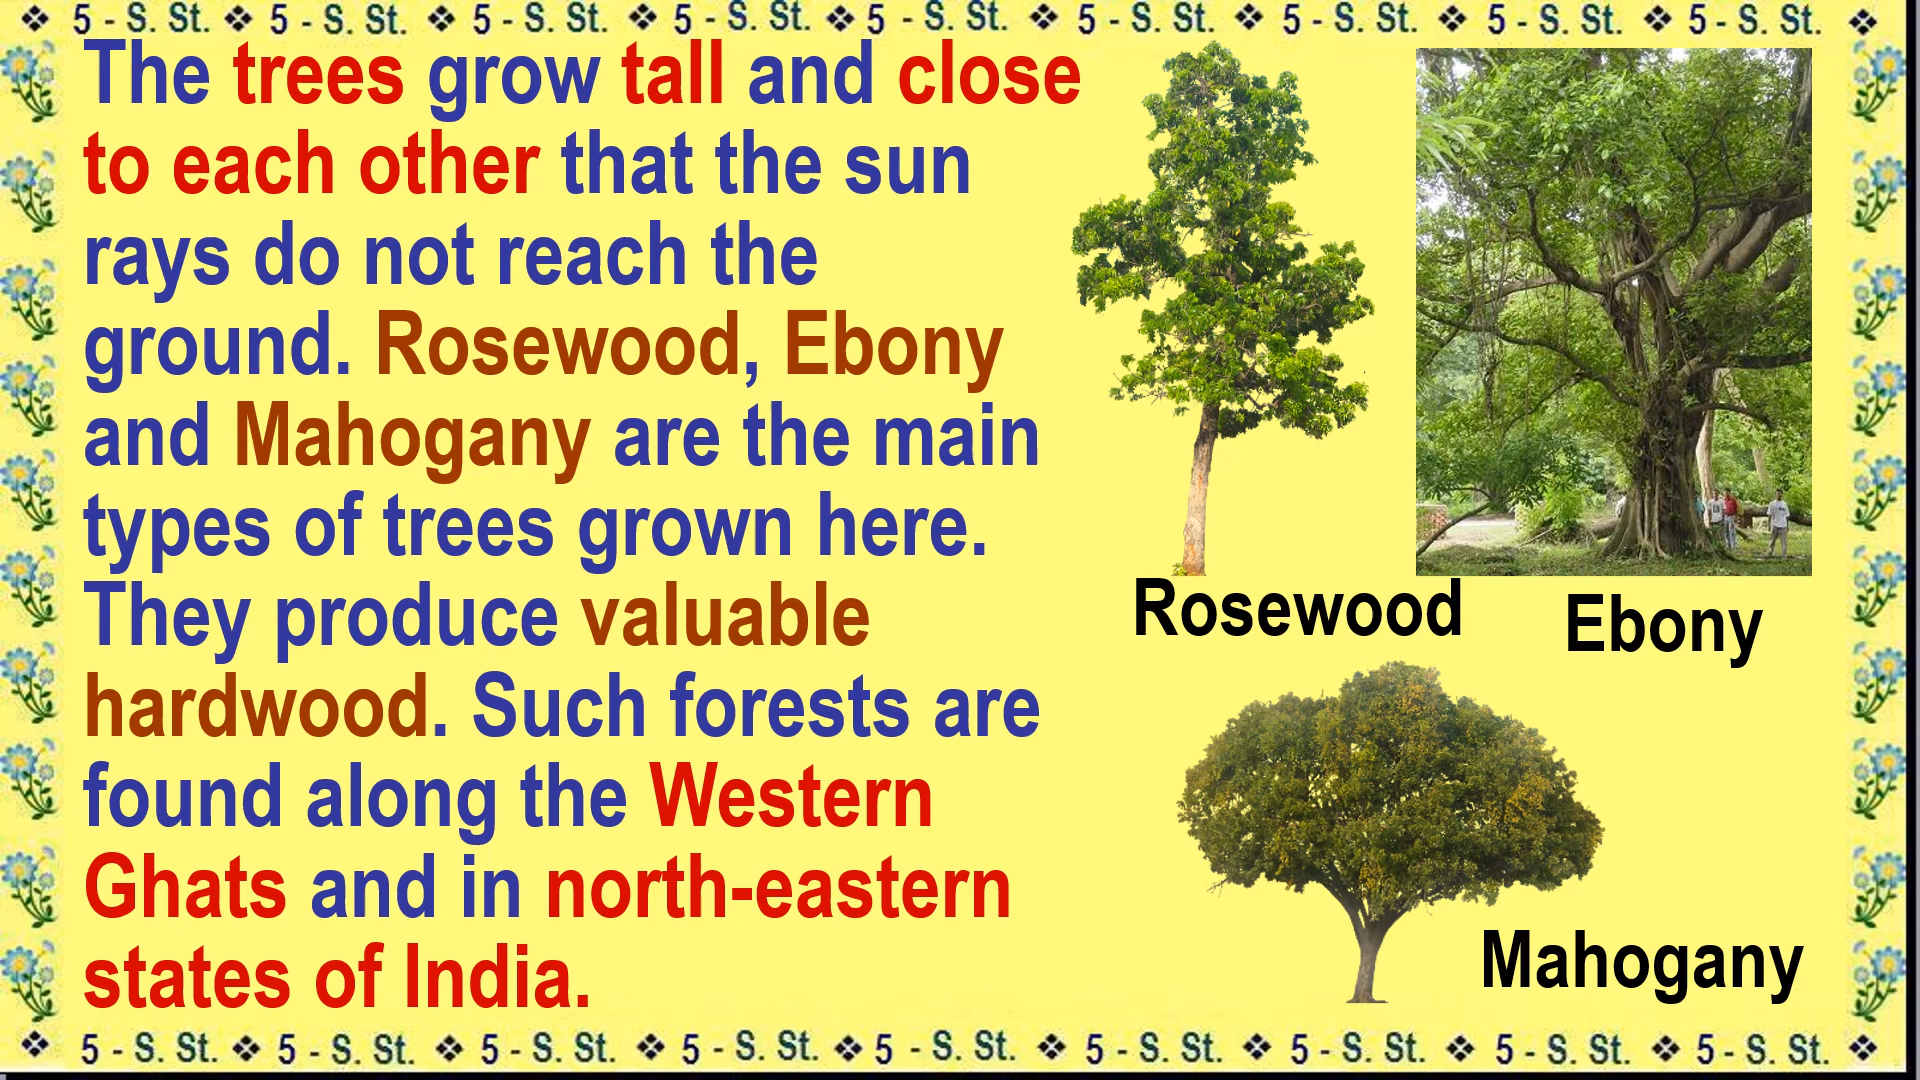 ❖ 5 - S. St. ❖ 5 - S. St. ❖ 5 - S. St. ❖ 5 - S. St. ❖ 5 - S. St. ❖ 5 - S. St. ❖ 5 - S. St. ❖ 5 - S. St. ❖ 5 - S. St. ❖
The trees grow tall and close
to each other that the sun
rays do not reach the
ground. Rosewood, Ebony
and Mahogany are the main
types of trees grown here.
They produce valuable
hardwood. Such forests are
found along the Western
Ghats and in north-eastern
states of India.
Rosewood
Ebony
Mahogany
❖ 5 - S. St. ❖ 5 - S. St. ❖ 5 - S. St. ❖ 5 - S. St. ❖ 5 - S. St. ❖ 5 - S. St. ❖ 5 - S. St. ❖ 5 - S. St. ❖ 5 - S. St. ❖